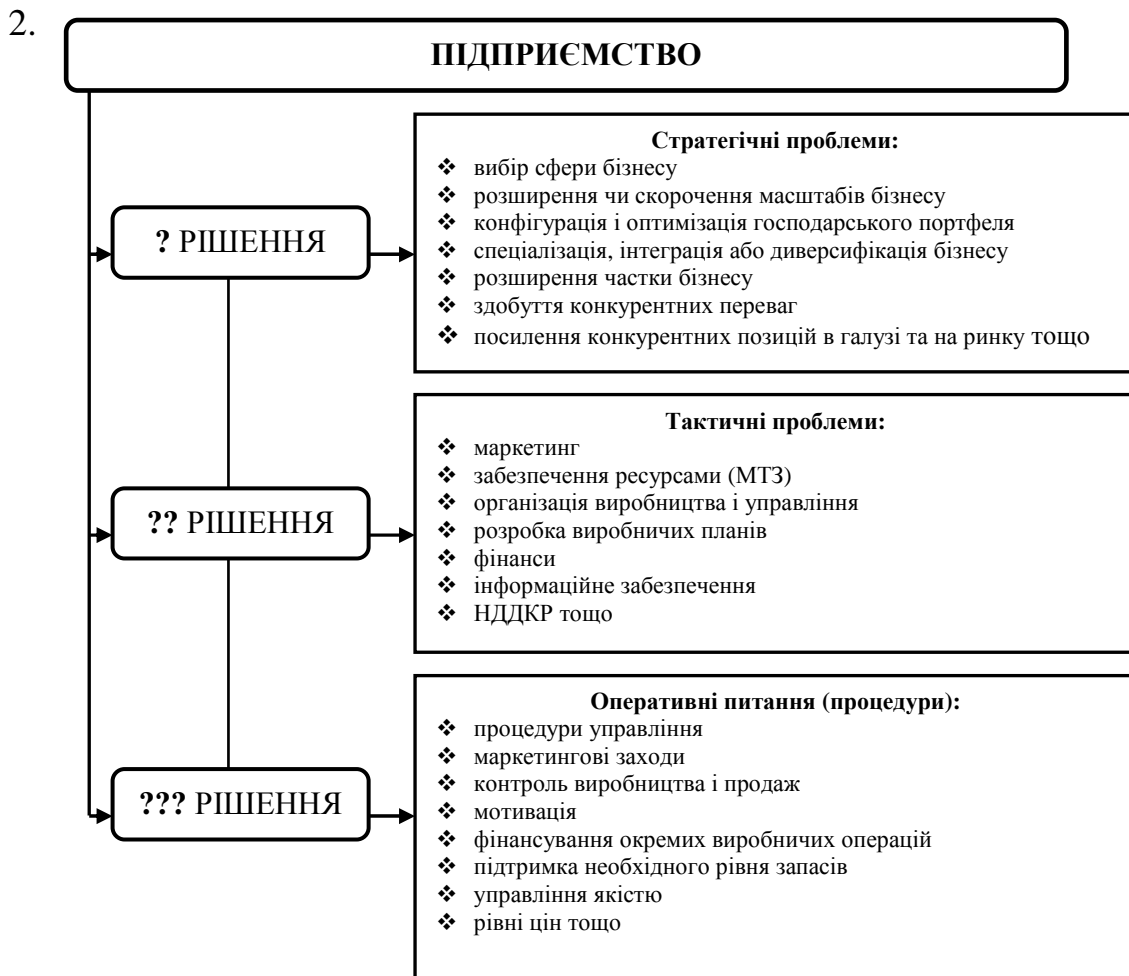 2.
ПІДПРИЄМСТВО
? РІШЕННЯ
Стратегічні проблеми:
❖ вибір сфери бізнесу
❖ розширення чи скорочення масштабів бізнесу
❖ конфігурація і оптимізація господарського портфеля
❖ спеціалізація, інтеграція або диверсифікація бізнесу
❖ розширення частки бізнесу
❖ здобуття конкурентних переваг
❖ посилення конкурентних позицій в галузі та на ринку тощо
?? РІШЕННЯ
Тактичні проблеми:
❖ маркетинг
❖ забезпечення ресурсами (МТЗ)
❖ організація виробництва і управління
❖ розробка виробничих планів
❖ фінанси
❖ інформаційне забезпечення
❖ НДДКР тощо
??? РІШЕННЯ
Оперативні питання (процедури):
❖ процедури управління
❖ маркетингові заходи
❖ контроль виробництва і продаж
❖ мотивація
❖ фінансування окремих виробничих операцій
❖ підтримка необхідного рівня запасів
❖ управління якістю
❖ рівні цін тощо